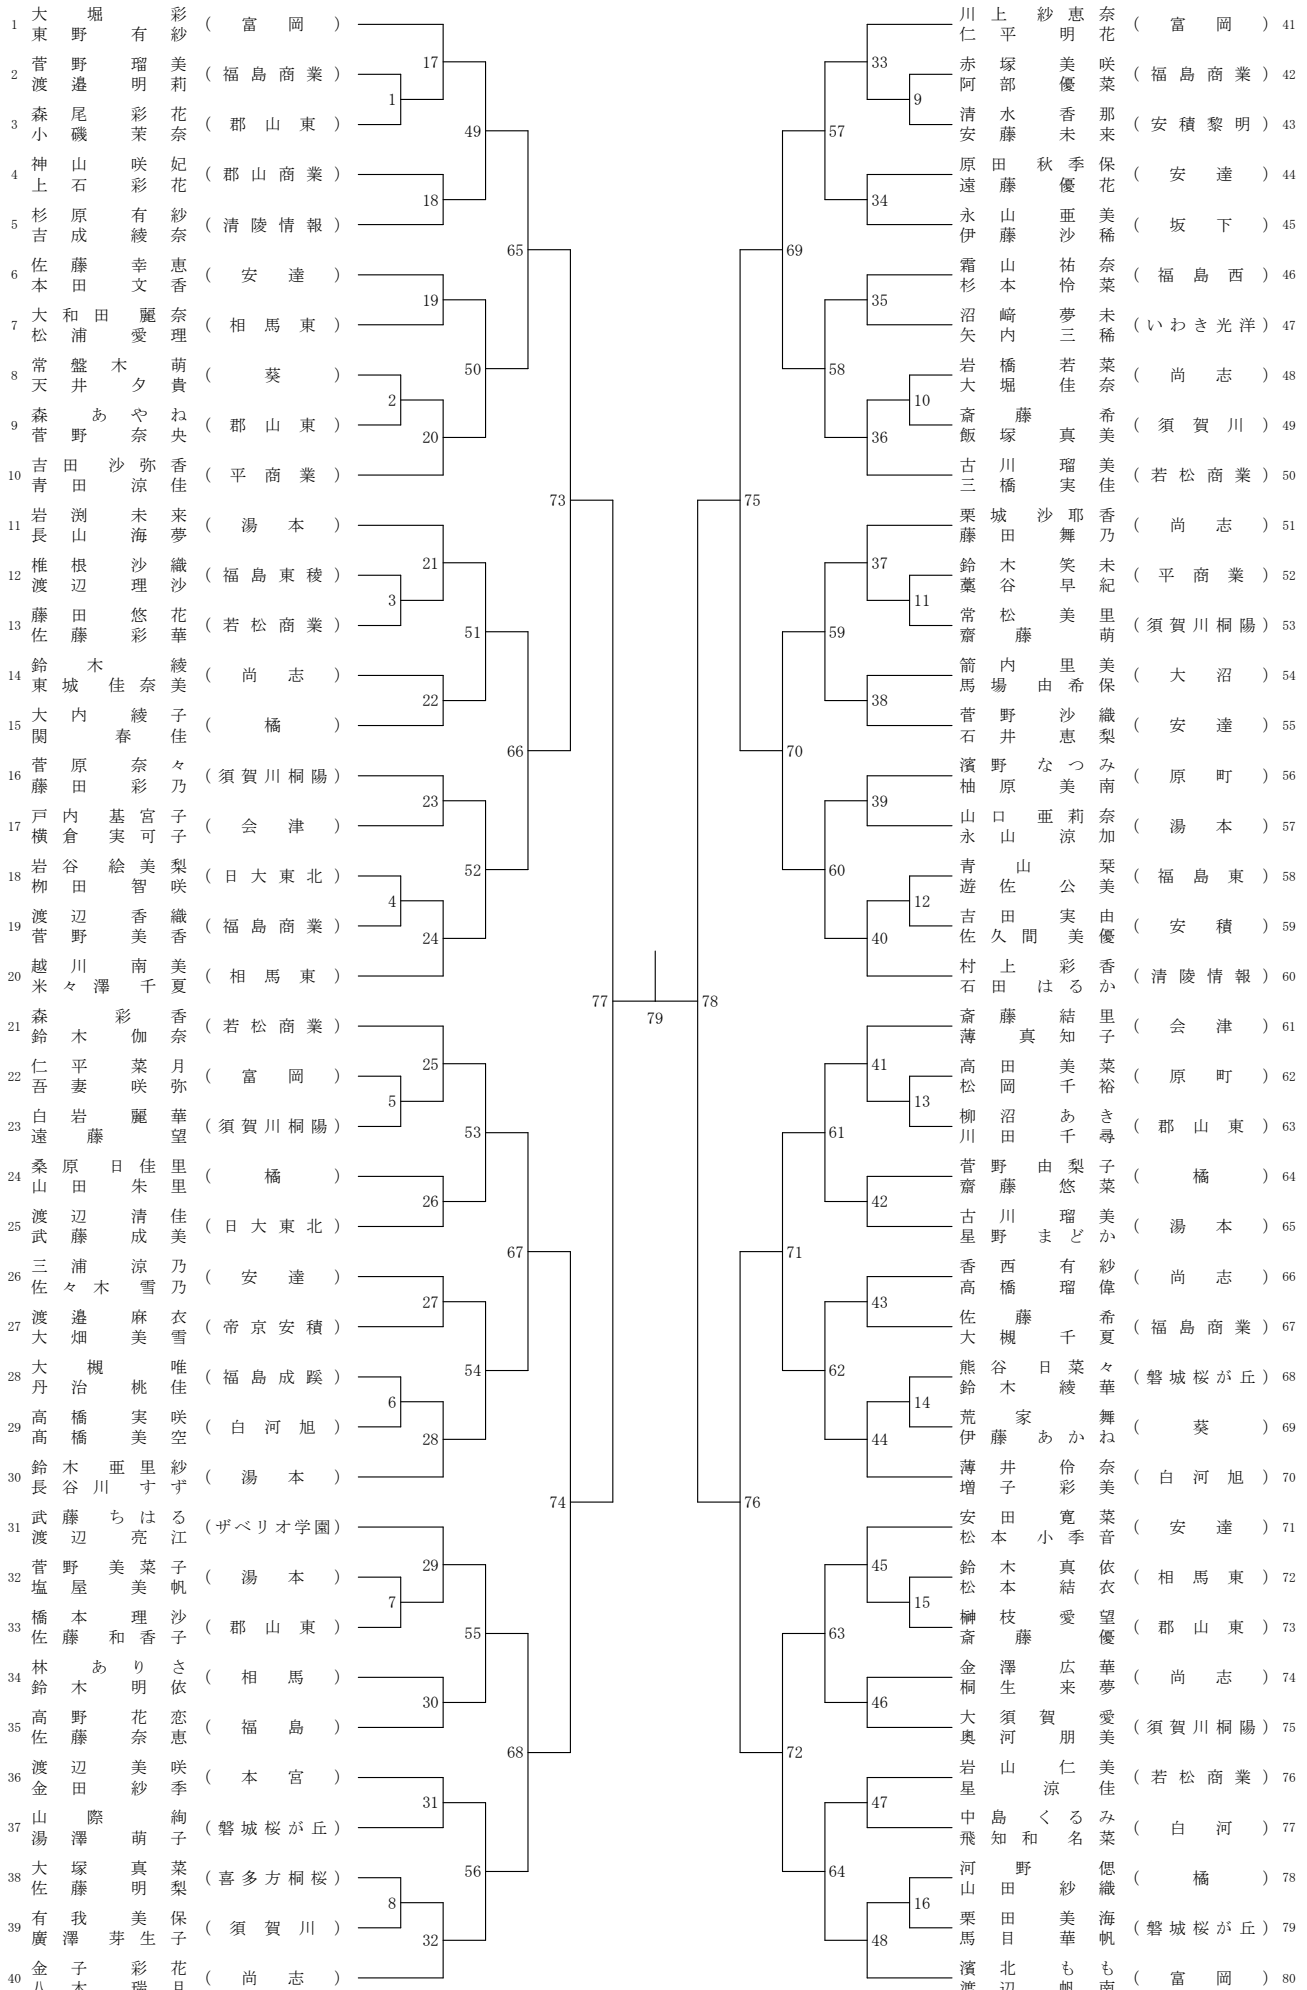 1 大堀彩 (富岡)
東野有紗
2 菅野瑠美 (福島商業)
渡邉明莉
3 森尾彩花 (郡山東)
小磯茉奈
4 神山咲妃 (郡山商業)
上石彩花
5 杉原有紗 (清陵情報)
吉成綾奈
6 佐藤幸恵 (安達)
本田文香
7 大和田麗奈 (相馬東)
松浦愛理
8 常盤木萌 (葵)
天井夕貴
9 森あやね (郡山東)
菅野奈央
10 吉田沙弥香 (平商業)
青田涼佳
11 岩渕未来 (湯本)
長山海夢
12 椎根沙織 (福島東稜)
渡辺理沙
13 藤田悠花 (若松商業)
佐藤彩華
14 鈴木綾 (尚志)
東城佳奈美
15 大内綾子 (橘)
関春佳
16 菅原奈々 (須賀川桐陽)
藤田彩乃
17 戸内基宮子 (会津)
横倉実可子
18 岩谷絵美梨 (日大東北)
栁田智咲
19 渡辺香織 (福島商業)
菅野美香
20 越川南美 (相馬東)
米々澤千夏
21 森彩香 (若松商業)
鈴木伽奈
22 仁平菜月 (富岡)
吾妻咲弥
23 白岩麗華 (須賀川桐陽)
遠藤望
24 桑原日佳里 (橘)
山田朱里
25 渡辺清佳 (日大東北)
武藤成美
26 三浦涼乃 (安達)
佐々木雪乃
27 渡邉麻衣 (帝京安積)
大畑美雪
28 大槻唯 (福島成蹊)
丹治桃佳
29 高橋実咲 (白河旭)
髙橋美空
30 鈴木亜里紗 (湯本)
長谷川すず
31 武藤ちはる (ザベリオ学園)
渡辺亮江
32 菅野美菜子 (湯本)
塩屋美帆
33 橋本理沙 (郡山東)
佐藤和香子
34 林ありさ (相馬)
鈴木明依
35 高野花恋 (福島)
佐藤奈恵
36 渡辺美咲 (本宮)
金田紗季
37 山際絢 (磐城桜が丘)
湯澤萌子
38 大塚真菜 (喜多方桐桜)
佐藤明梨
39 有我美保 (須賀川)
廣澤芽生子
40 金子彩花 (尚志)
八木瑞月
1
2
3
4
5
6
7
8
17
18
19
20
21
22
23
24
25
26
27
28
29
30
31
32
49
50
51
52
53
54
55
56
65
66
67
68
73
74
77
79
78
75
76
69
70
71
72
57
58
59
60
61
62
63
64
33
34
35
36
37
38
39
40
41
42
43
44
45
46
47
48
9
10
11
12
13
14
15
16
川上紗恵奈 (富岡) 41
仁平明花
赤塚美咲 (福島商業) 42
阿部優菜
清水香那 (安積黎明) 43
安藤未来
原田秋季保 (安達) 44
遠藤優花
永山亜美 (坂下) 45
伊藤沙稀
霜山祐奈 (福島西) 46
杉本怜菜
沼﨑夢未 (いわき光洋) 47
矢内三稀
岩橋若菜 (尚志) 48
大堀佳奈
斎藤希 (須賀川) 49
飯塚真美
古川瑠美 (若松商業) 50
三橋実佳
栗城沙耶香 (尚志) 51
藤田舞乃
鈴木笑未 (平商業) 52
藁谷早紀
常松美里 (須賀川桐陽) 53
齋藤萌
箭内里美 (大沼) 54
馬場由希保
菅野沙織 (安達) 55
石井恵梨
濱野なつみ (原町) 56
柚原美南
山口亜莉奈 (湯本) 57
永山涼加
青山栞 (福島東) 58
遊佐公美
吉田実由 (安積) 59
佐久間美優
村上彩香 (清陵情報) 60
石田はるか
斎藤結里 (会津) 61
薄真知子
高田美菜 (原町) 62
松岡千裕
柳沼あき (郡山東) 63
川田千尋
菅野由梨子 (橘) 64
齋藤悠菜
古川瑠美 (湯本) 65
星野まどか
香西有紗 (尚志) 66
高橋瑠偉
佐藤希 (福島商業) 67
大槻千夏
熊谷日菜々 (磐城桜が丘) 68
鈴木綾華
荒家舞 (葵) 69
伊藤あかね
薄井伶奈 (白河旭) 70
増子彩美
安田寛菜 (安達) 71
松本小季音
鈴木真依 (相馬東) 72
松本結衣
榊枝愛望 (郡山東) 73
斎藤優
金澤広華 (尚志) 74
桐生来夢
大須賀愛 (須賀川桐陽) 75
奥河朋美
岩山仁美 (若松商業) 76
星涼佳
中島くるみ (白河) 77
飛知和名菜
河野偲 (橘) 78
山田紗織
栗田美海 (磐城桜が丘) 79
馬目華帆
濱北もも (富岡) 80
渡辺帆南